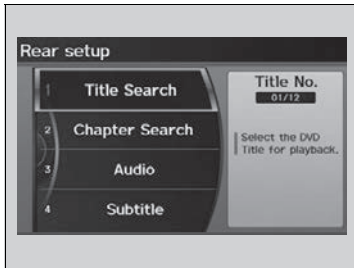 Rear setup
1 Title Search
2 Chapter Search
3 Audio
4 Subtitle
Title No.
01/12
Select the DVD
Title for playback.